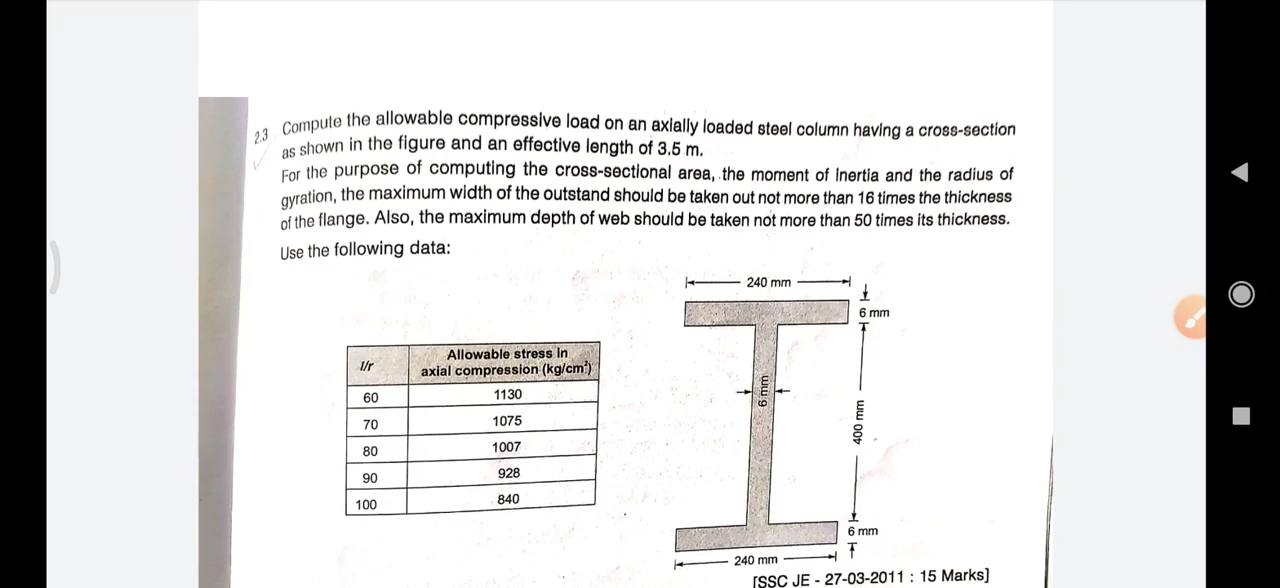 2.3 Compute the allowable compressive load on an axially loaded steel column having a cross-section
as shown in the figure and an effective length of 3.5 m.
For the purpose of computing the cross-sectional area, the moment of inertia and the radius of
gyration, the maximum width of the outstand should be taken out not more than 16 times the thickness
of the flange. Also, the maximum depth of web should be taken not more than 50 times its thickness.
Use the following data:
l/r Allowable stress in
axial compression (kg/cm²)
60 1130
70 1075
80 1007
90 928
100 840
240 mm
6 mm
6 mm
400 mm
6 mm
240 mm
[SSC JE - 27-03-2011 : 15 Marks]